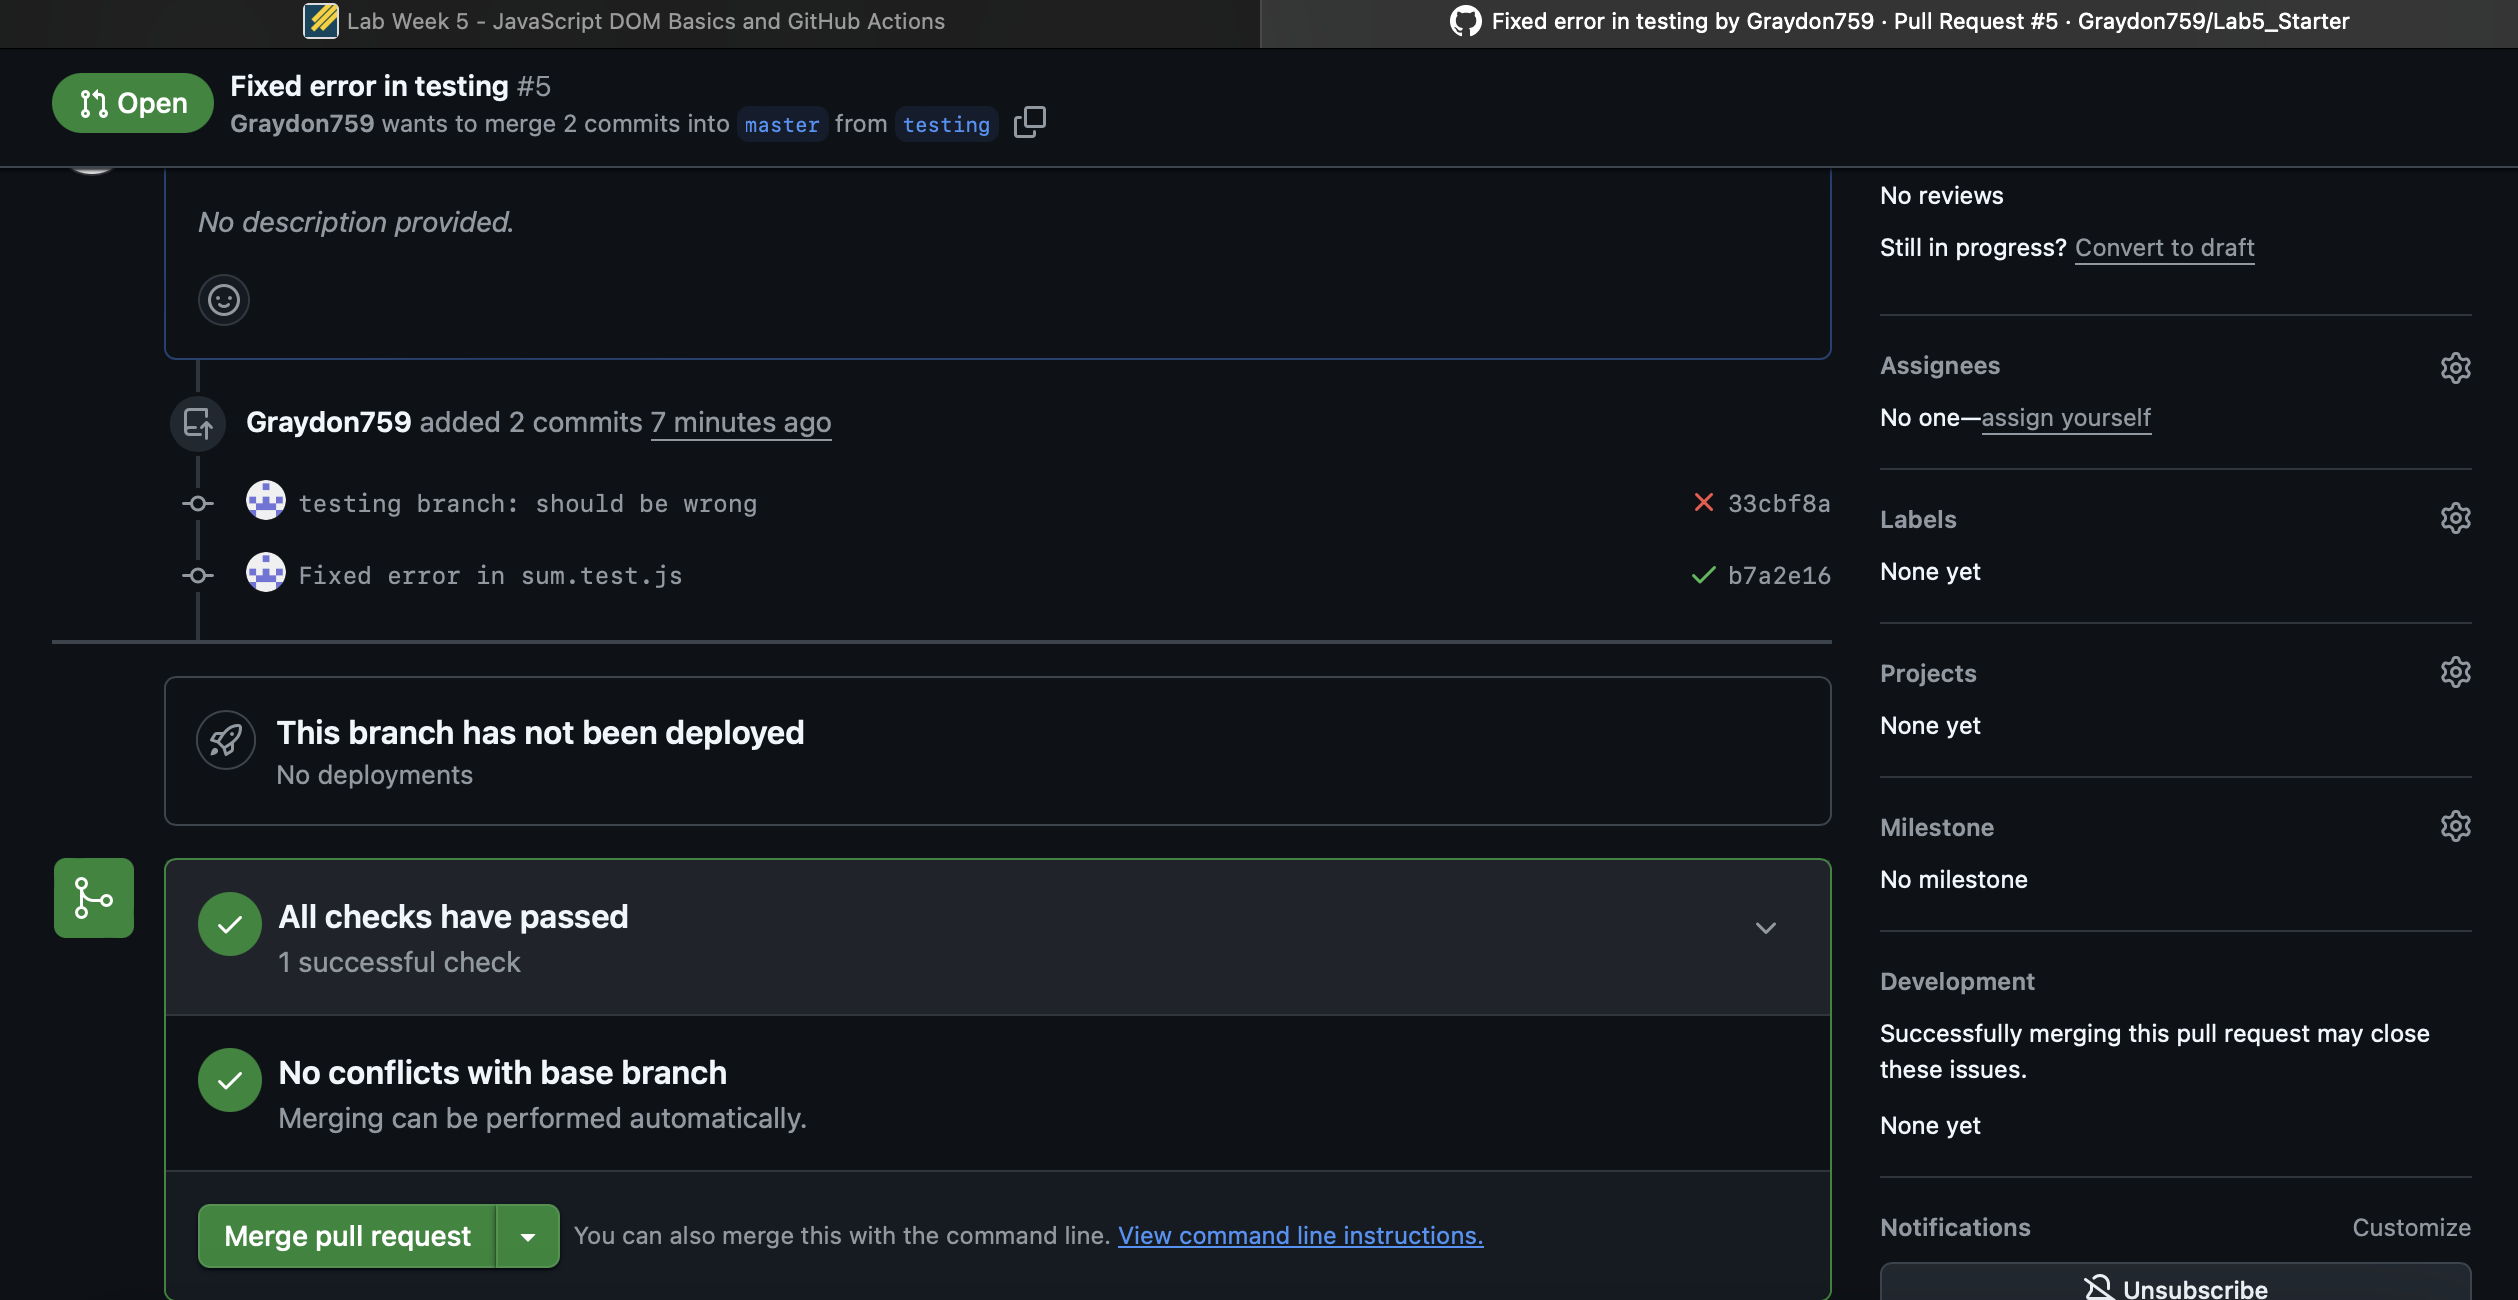 Lab Week 5 - JavaScript DOM Basics and GitHub Actions
Fixed error in testing by Graydon759 · Pull Request #5 · Graydon759/Lab5_Starter
Open
Fixed error in testing #5
Graydon759 wants to merge 2 commits into master from testing
No description provided.
Graydon759 added 2 commits 7 minutes ago
testing branch: should be wrong
33cbf8a
Fixed error in sum.test.js
b7a2e16
This branch has not been deployed
No deployments
All checks have passed
1 successful check
No conflicts with base branch
Merging can be performed automatically.
Merge pull request
You can also merge this with the command line. View command line instructions.
No reviews
Still in progress? Convert to draft
Assignees
No one—assign yourself
Labels
None yet
Projects
None yet
Milestone
No milestone
Development
Successfully merging this pull request may close
these issues.
None yet
Notifications
Customize
Unsubscribe